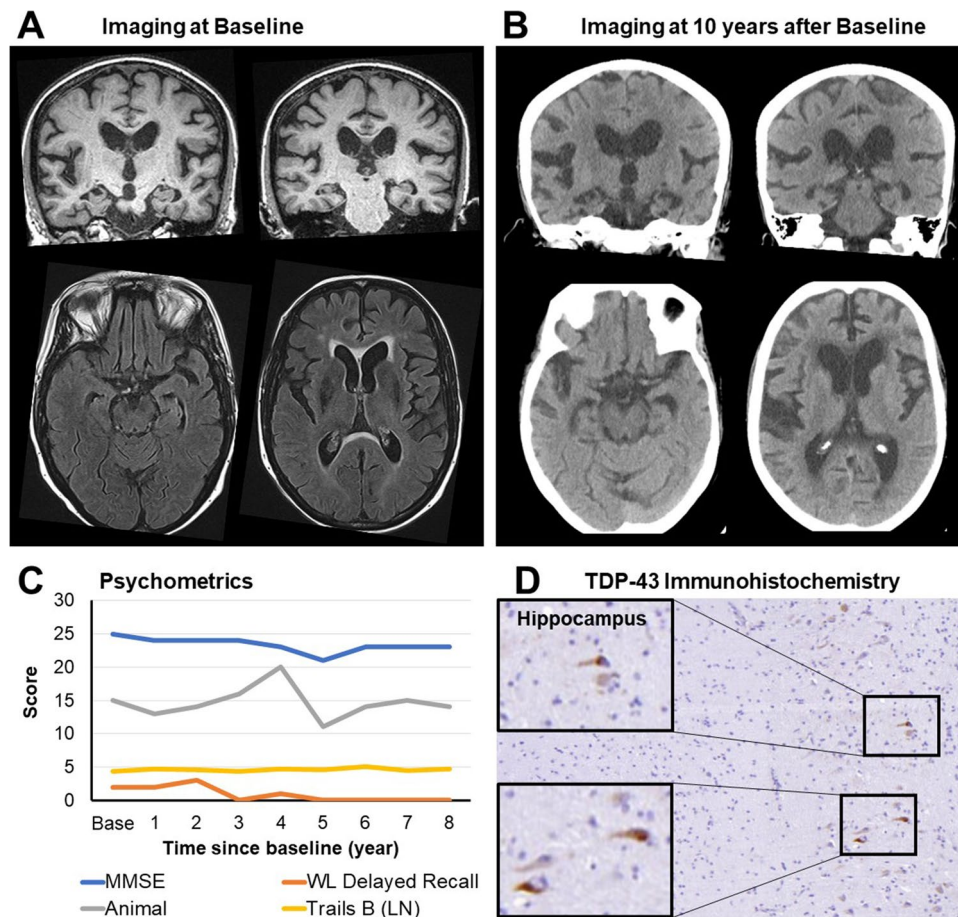 A Imaging at Baseline
B Imaging at 10 years after Baseline
C Psychometrics
30
25
20
15
10
5
0
Score
Base 1 2 3 4 5 6 7 8
Time since baseline (year)
MMSE WL Delayed Recall
Animal Trails B (LN)
D TDP-43 Immunohistochemistry
Hippocampus